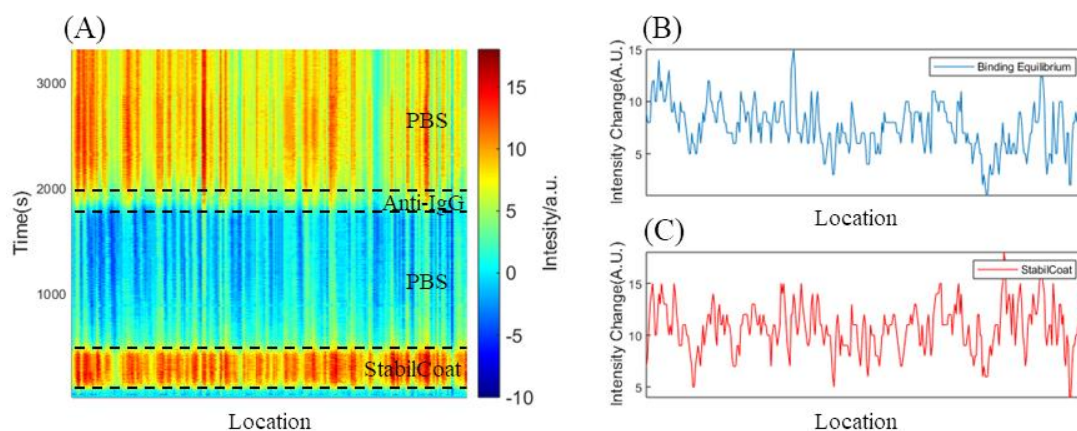 (A)
3000
2000
1000
Time(s)
PBS
Anti-IgG
PBS
StabilCoat
Location
15
10
5
0
-5
-10
Intesity/a.u.
(B)
15
10
5
Intensity Change(A.U.)
Binding Equilibrium
Location
(C)
15
10
5
Intensity Change(A.U.)
StabilCoat
Location